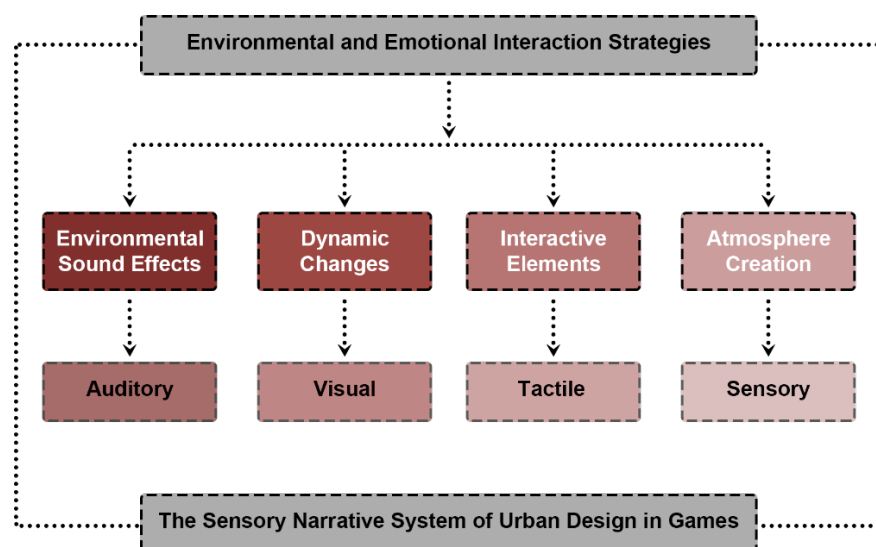 Environmental and Emotional Interaction Strategies
Environmental
Sound Effects
Dynamic
Changes
Interactive
Elements
Atmosphere
Creation
Auditory
Visual
Tactile
Sensory
The Sensory Narrative System of Urban Design in Games